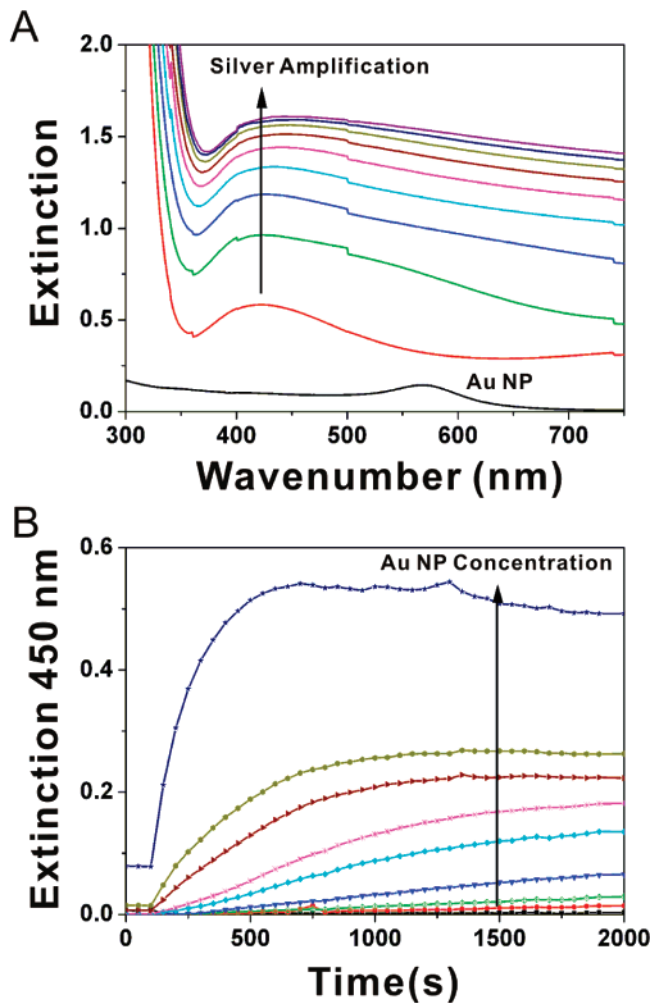 A
2.0
Silver Amplification
1.5
1.0
0.5
Au NP
0.0
300 400 500 600 700
Extinction
Wavenumber (nm)
B
0.6
Au NP Concentration
0.4
0.2
0.0
0 500 1000 1500 2000
Extinction 450 nm
Time(s)